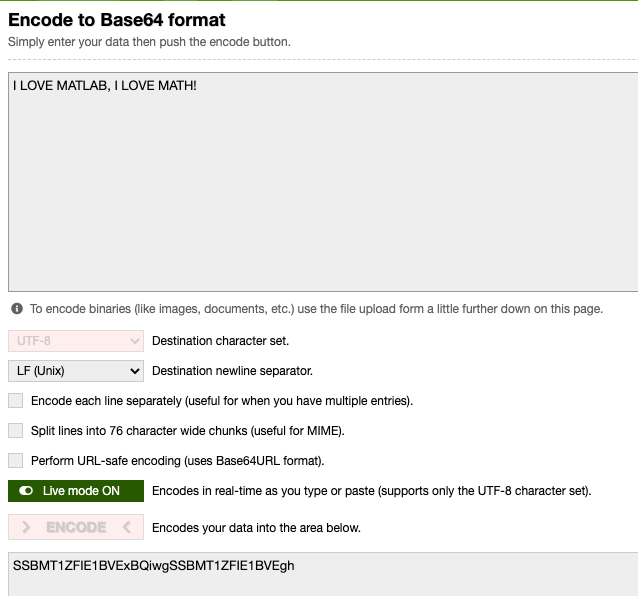 Encode to Base64 format
Simply enter your data then push the encode button.
I LOVE MATLAB, I LOVE MATH!
To encode binaries (like images, documents, etc.) use the file upload form a little further down on this page.
UTF-8 Destination character set.
LF (Unix) Destination newline separator.
Encode each line separately (useful for when you have multiple entries).
Split lines into 76 character wide chunks (useful for MIME).
Perform URL-safe encoding (uses Base64URL format).
Live mode ON Encodes in real-time as you type or paste (supports only the UTF-8 character set).
> ENCODE < Encodes your data into the area below.
SSBMT1ZFIE1BVExBQiwgSSBMT1ZFIE1BVEgh